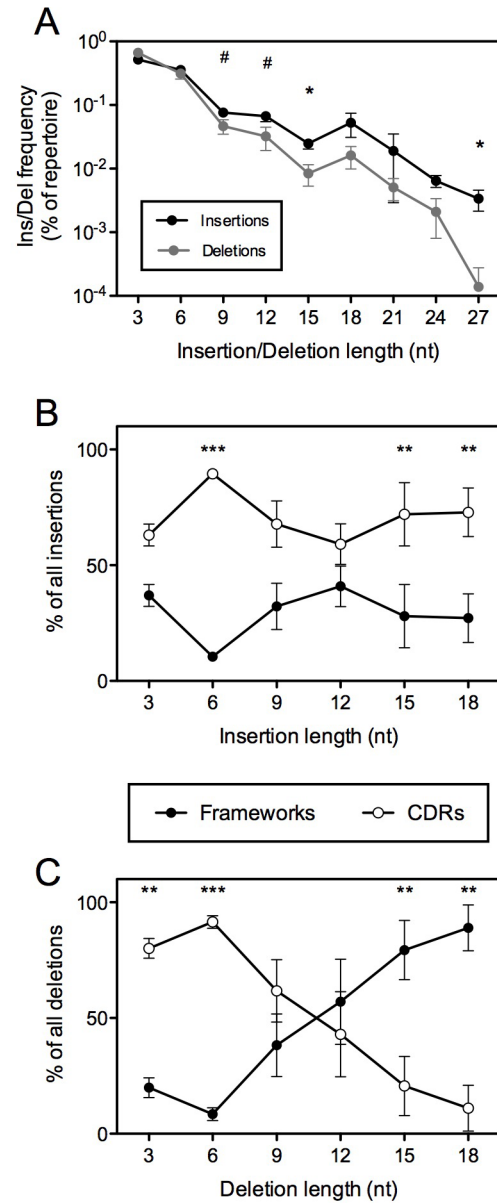 A
Ins/Del frequency
(% of repertoire)
10⁰
10⁻¹
10⁻²
10⁻³
10⁻⁴
# # * *
Insertions
Deletions
3 6 9 12 15 18 21 24 27
Insertion/Deletion length (nt)
B
% of all insertions
100
50
0
*** ** **
3 6 9 12 15 18
Insertion length (nt)
Frameworks CDRs
C
% of all deletions
100
50
0
** *** ** **
3 6 9 12 15 18
Deletion length (nt)